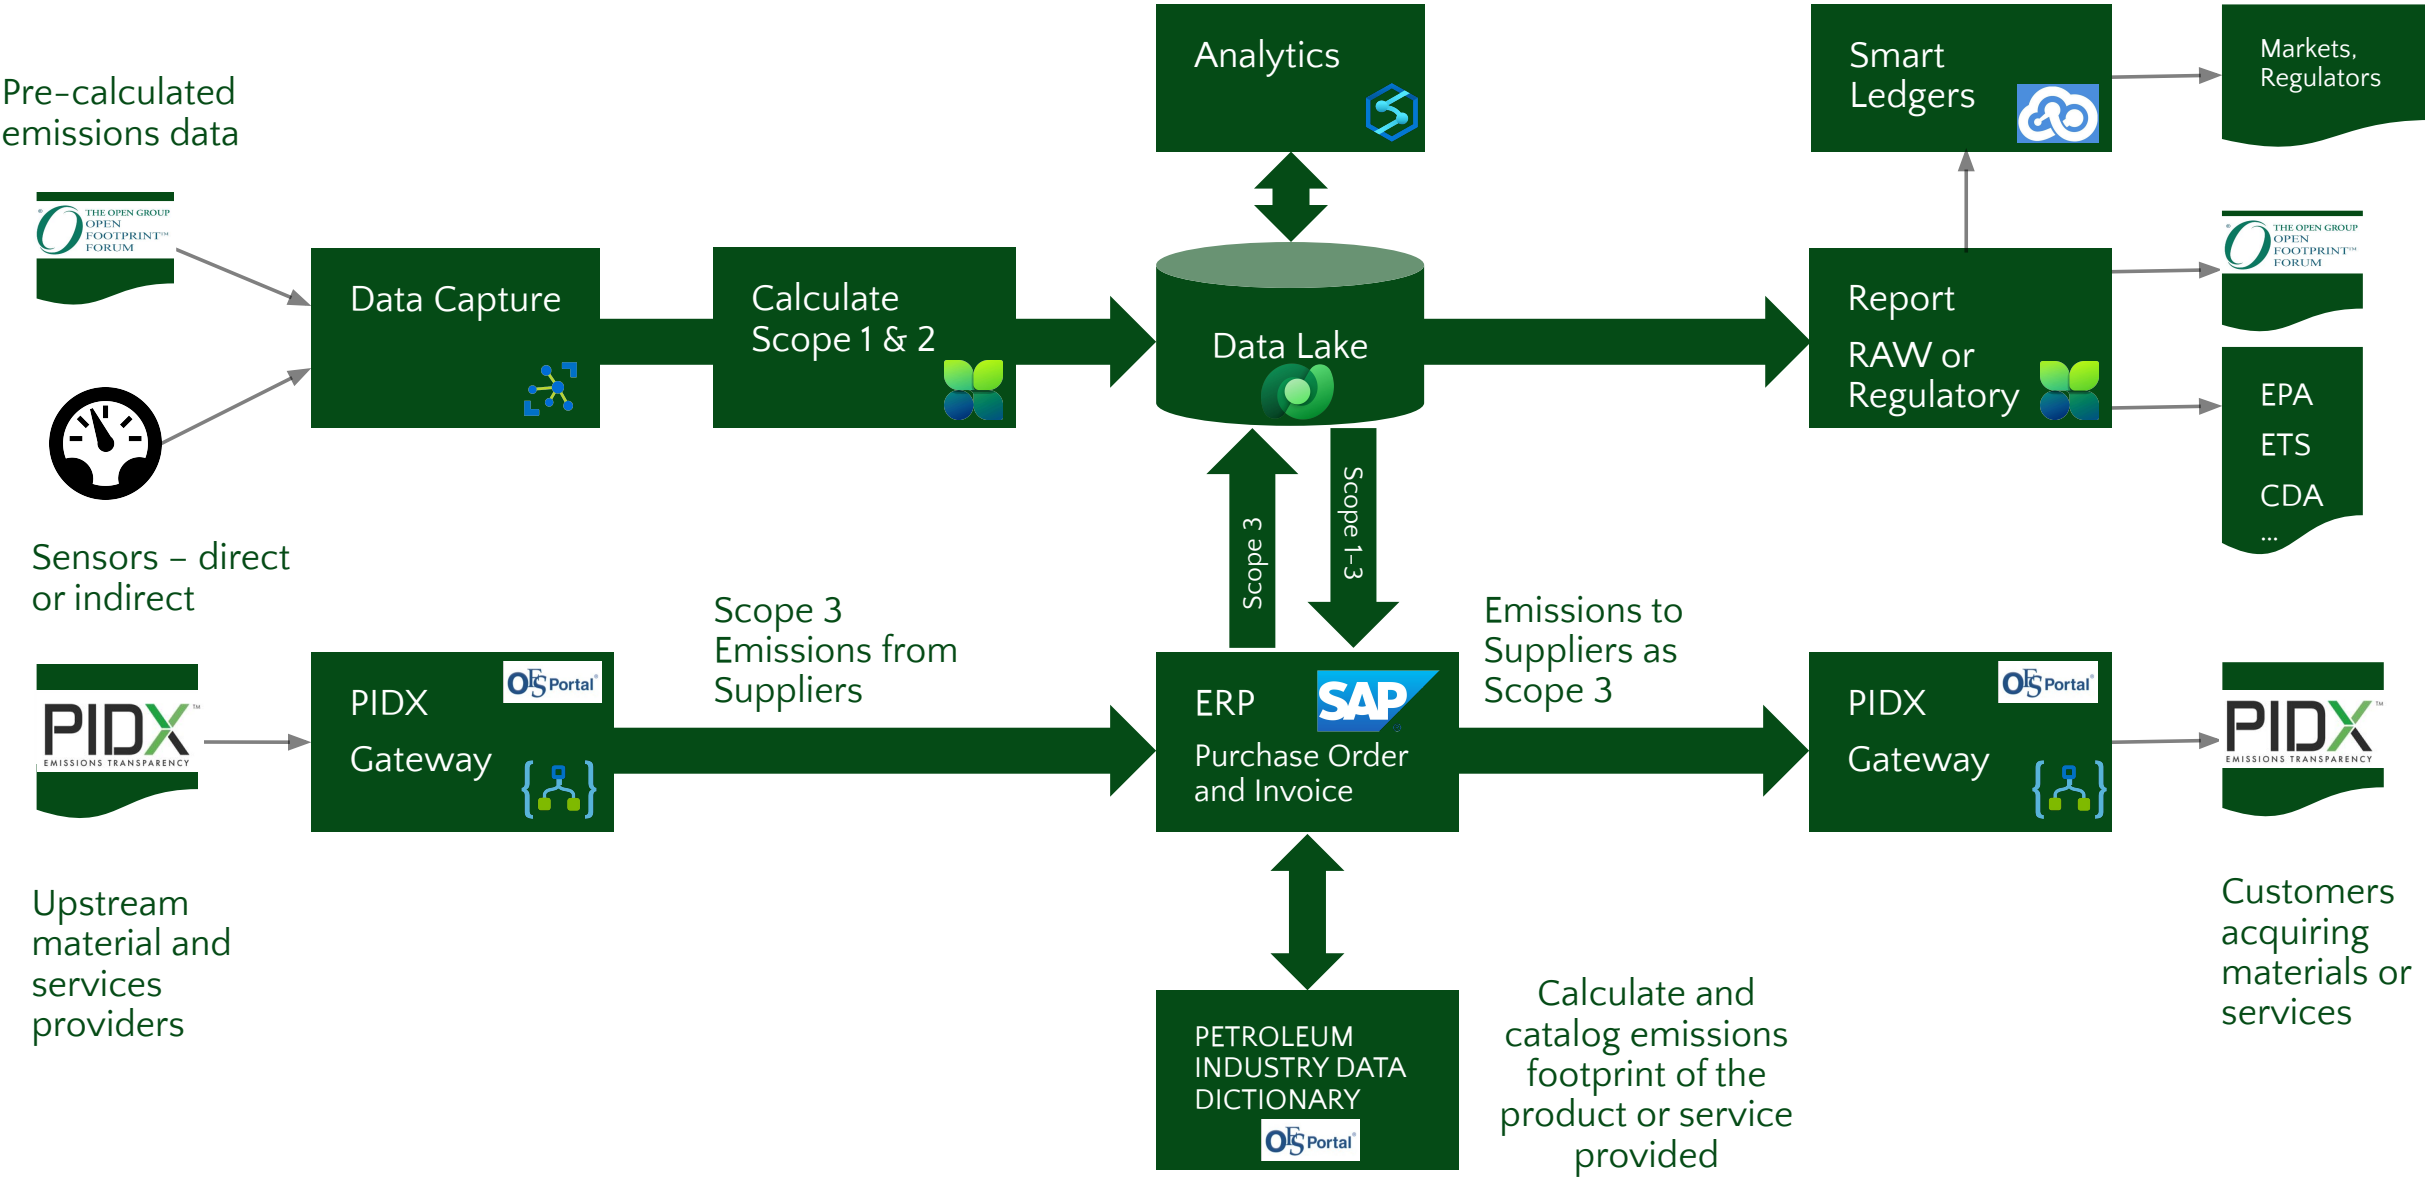 Pre-calculated
emissions data
THE OPEN GROUP
OPEN
FOOTPRINT™
FORUM
Sensors – direct
or indirect
Data Capture
Calculate
Scope 1 & 2
Analytics
Data Lake
Scope 3
Scope 1-3
Smart
Ledgers
Markets,
Regulators
Report
RAW or
Regulatory
THE OPEN GROUP
OPEN
FOOTPRINT™
FORUM
EPA
ETS
CDA
...
PIDX™
EMISSIONS TRANSPARENCY
Upstream
material and
services
providers
PIDX
Gateway
OFS Portal®
Scope 3
Emissions from
Suppliers
ERP
SAP
Purchase Order
and Invoice
Emissions to
Suppliers as
Scope 3
PIDX
Gateway
OFS Portal®
PIDX™
EMISSIONS TRANSPARENCY
Customers
acquiring
materials or
services
PETROLEUM
INDUSTRY DATA
DICTIONARY
OFS Portal®
Calculate and
catalog emissions
footprint of the
product or service
provided